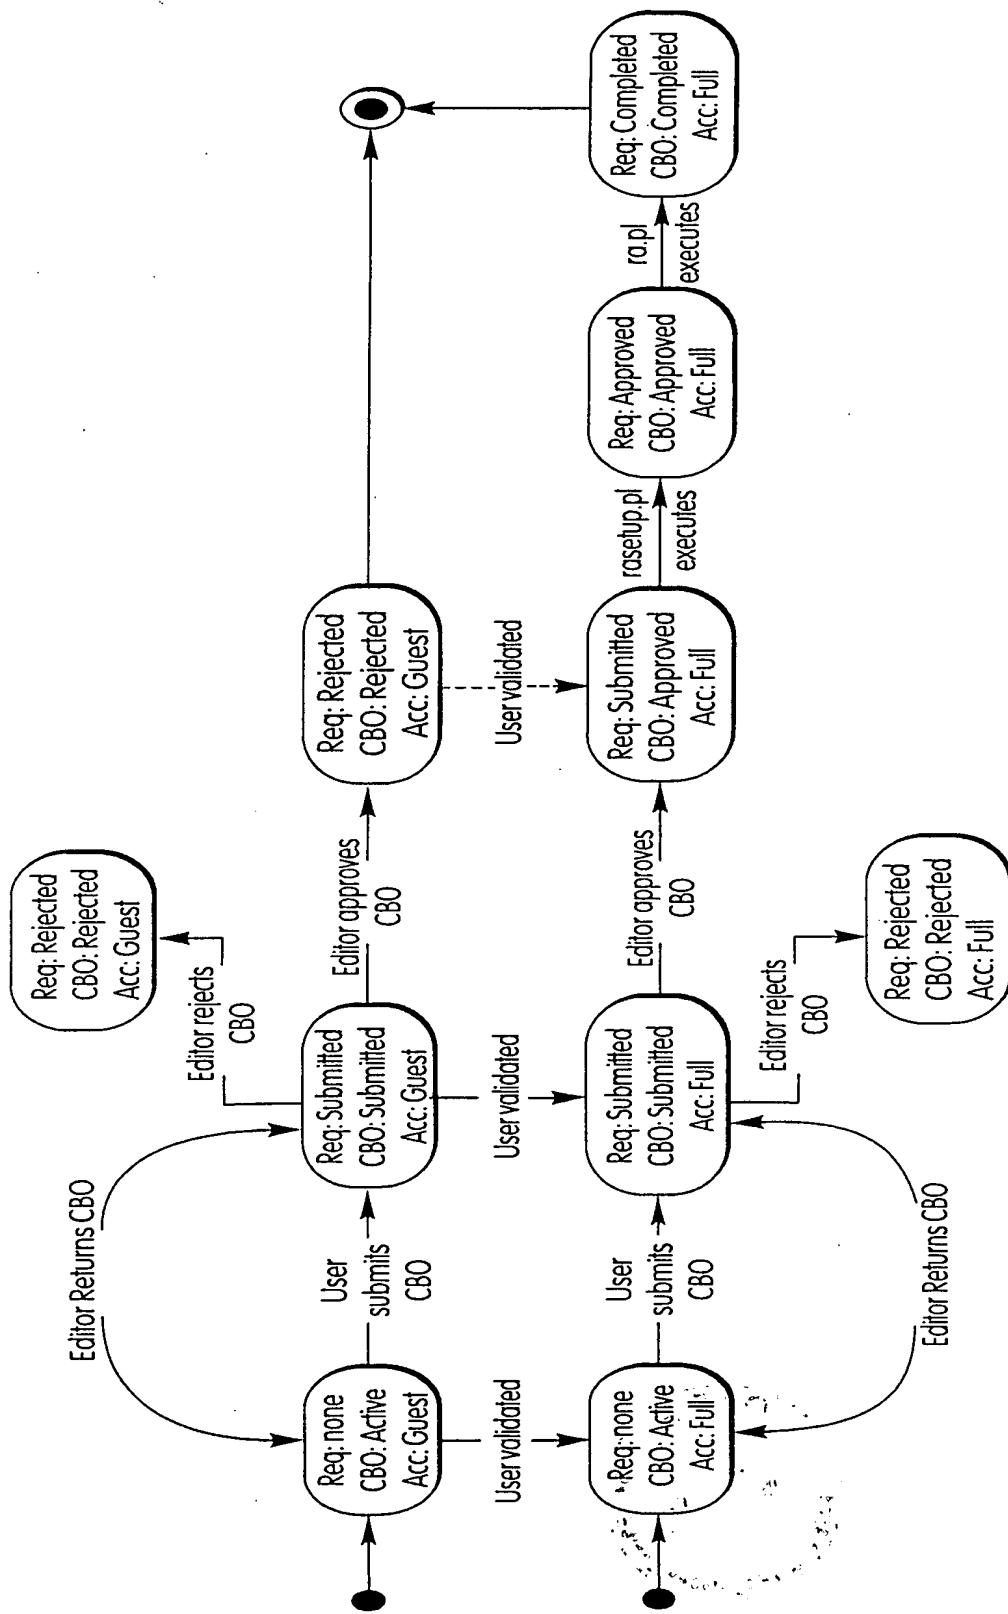 Editor Returns CBO
Editor rejects
CBO
Req: Rejected
CBO: Rejected
Acc: Guest
Req: none
CBO: Active
Acc: Guest
User
submits
CBO
Req: Submitted
CBO: Submitted
Acc: Guest
Editor approves
CBO
Req: Rejected
CBO: Rejected
Acc: Guest
User validated
User validated
User validated
Req: none
CBO: Active
Acc: Full
User
submits
CBO
Req: Submitted
CBO: Submitted
Acc: Full
Editor approves
CBO
Req: Submitted
CBO: Approved
Acc: Full
rasetup.pl
executes
Req: Approved
CBO: Approved
Acc: Full
ra.pl
executes
Req: Completed
CBO: Completed
Acc: Full
Editor Returns CBO
Editor rejects
CBO
Req: Rejected
CBO: Rejected
Acc: Full